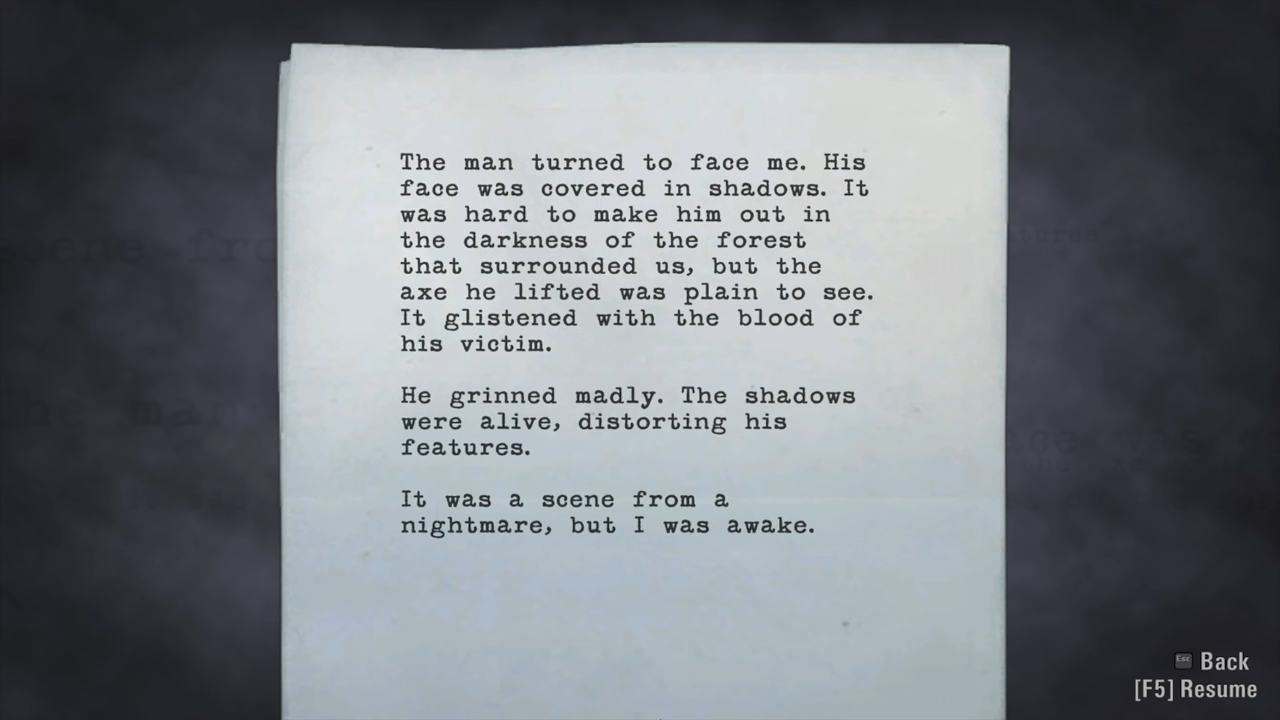 The man turned to face me. His
face was covered in shadows. It
was hard to make him out in
the darkness of the forest
that surrounded us, but the
axe he lifted was plain to see.
It glistened with the blood of
his victim.
He grinned madly. The shadows
were alive, distorting his
features.
It was a scene from a
nightmare, but I was awake.
Esc Back
[F5] Resume